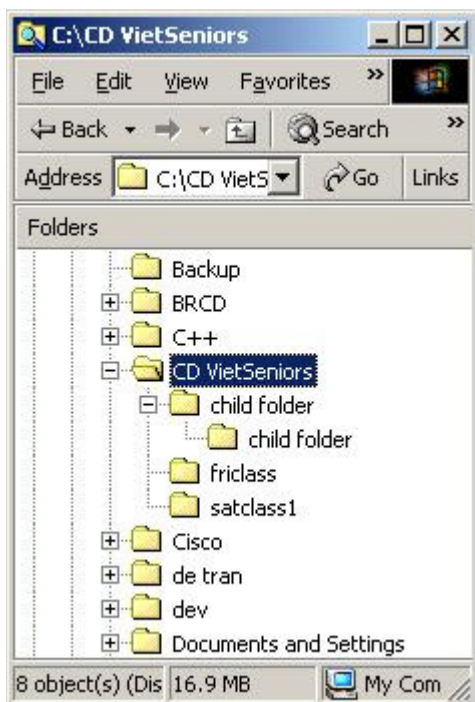 C:\CD VietSeniors
File Edit View Favorites »
Back Search »
Address C:\CD VietS Go Links
Folders
Backup
BRCD
C++
CD VietSeniors
child folder
child folder
friclass
satclass1
Cisco
de tran
dev
Documents and Settings
8 object(s) (Dis 16.9 MB My Com